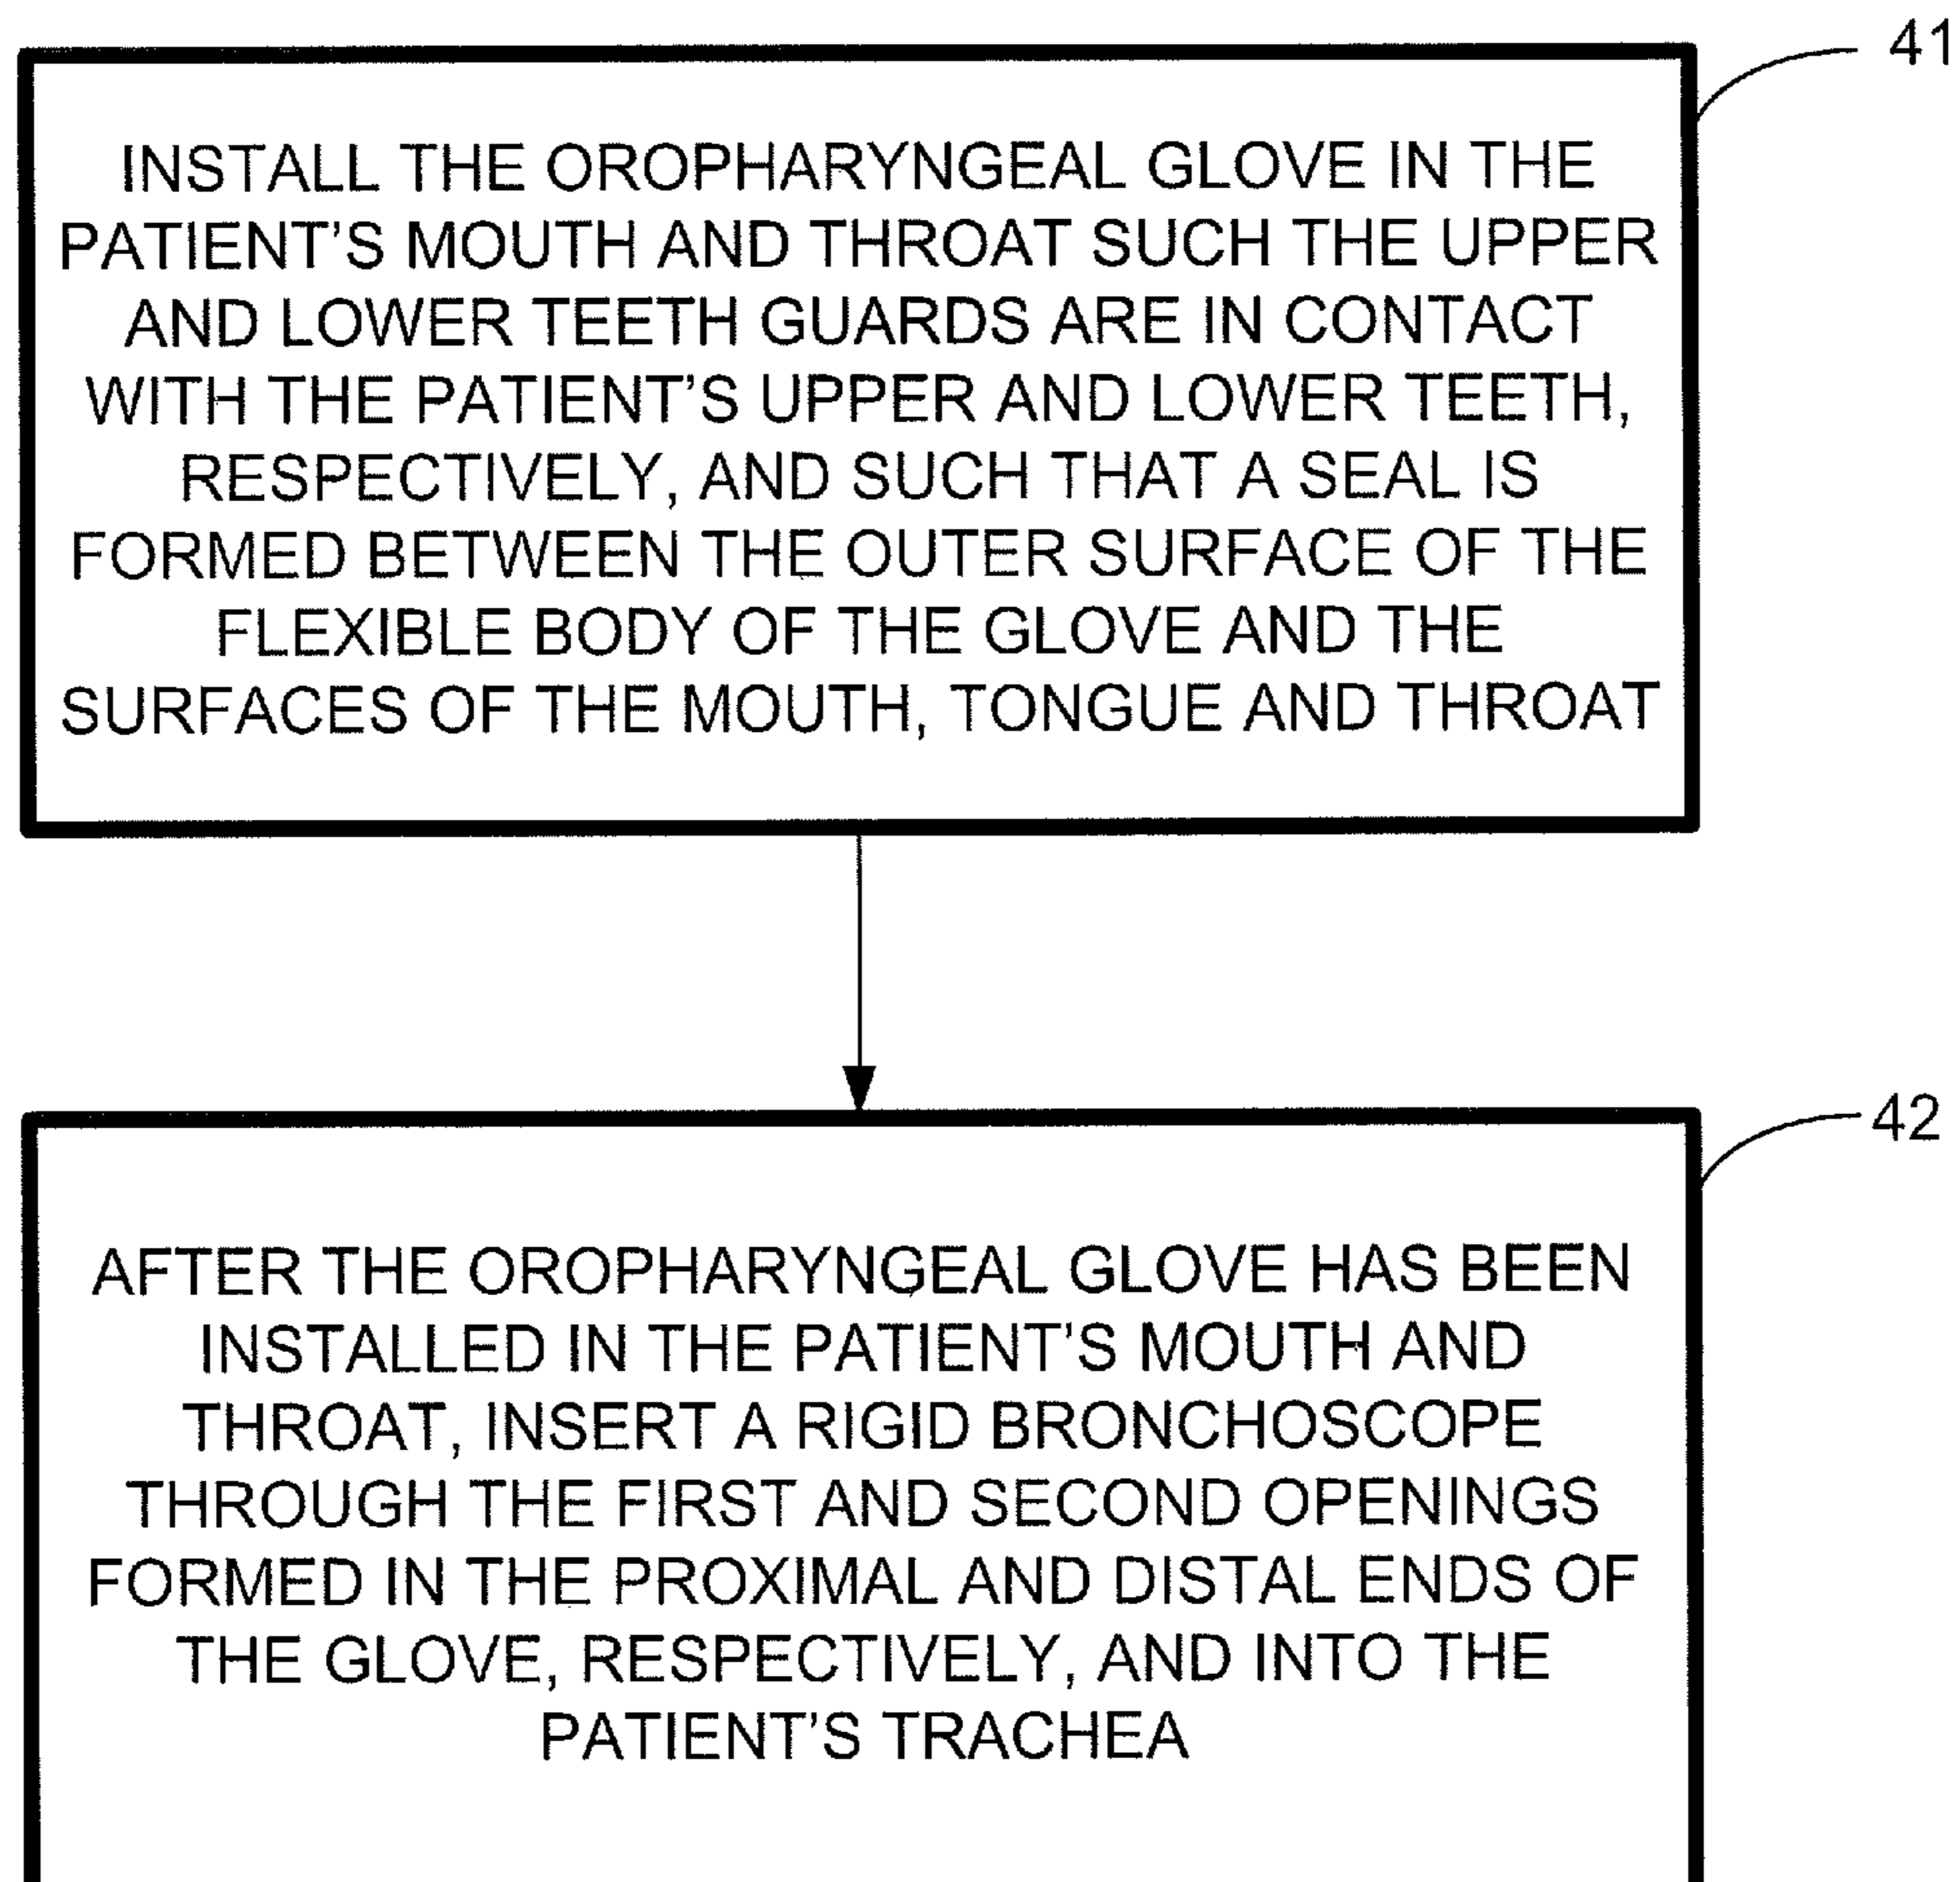 41
INSTALL THE OROPHARYNGEAL GLOVE IN THE
PATIENT'S MOUTH AND THROAT SUCH THE UPPER
AND LOWER TEETH GUARDS ARE IN CONTACT
WITH THE PATIENT'S UPPER AND LOWER TEETH,
RESPECTIVELY, AND SUCH THAT A SEAL IS
FORMED BETWEEN THE OUTER SURFACE OF THE
FLEXIBLE BODY OF THE GLOVE AND THE
SURFACES OF THE MOUTH, TONGUE AND THROAT
42
AFTER THE OROPHARYNGEAL GLOVE HAS BEEN
INSTALLED IN THE PATIENT'S MOUTH AND
THROAT, INSERT A RIGID BRONCHOSCOPE
THROUGH THE FIRST AND SECOND OPENINGS
FORMED IN THE PROXIMAL AND DISTAL ENDS OF
THE GLOVE, RESPECTIVELY, AND INTO THE
PATIENT'S TRACHEA